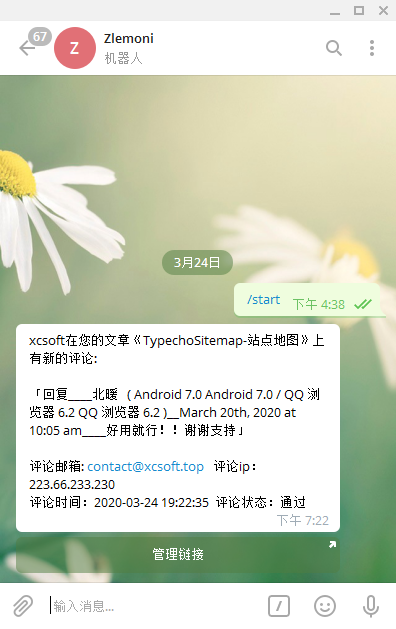 67
Z
Zlemoni
机器人
3月24日
/start 下午 4:38
xcsoft在您的文章《TypechoSitemap-站点地图》上
有新的评论:
「回复____北暖 ( Android 7.0 Android 7.0 / QQ 浏
览器 6.2 QQ 浏览器 6.2 )__March 20th, 2020 at
10:05 am____好用就行！！谢谢支持」
评论邮箱: contact@xcsoft.top 评论ip：
223.66.233.230
评论时间：2020-03-24 19:22:35 评论状态：通过
下午 7:22
管理链接
输入消息...